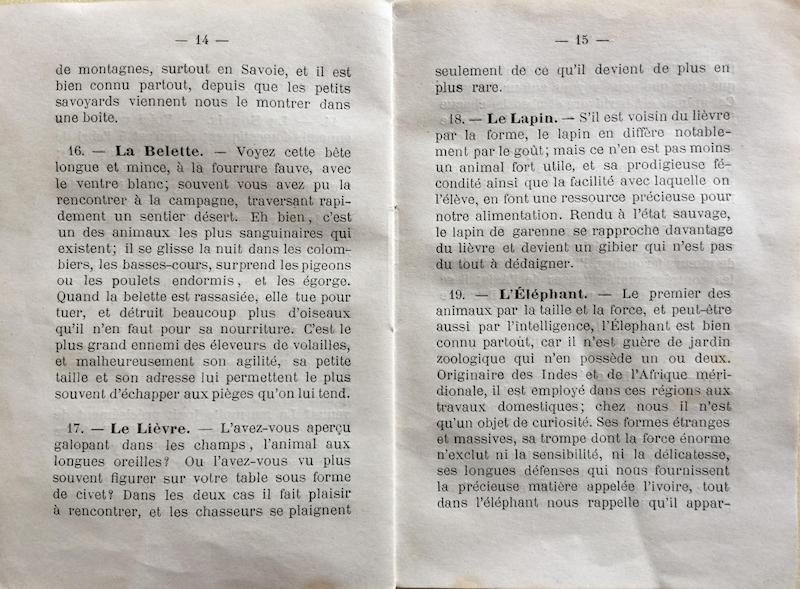 — 14 —
de montagnes, surtout en Savoie, et il est
bien connu partout, depuis que les petits
savoyards viennent nous le montrer dans
une boite.
16. — La Belette. — Voyez cette bête
longue et mince, à la fourrure fauve, avec
le ventre blanc; souvent vous avez pu la
rencontrer à la campagne, traversant rapi-
dement un sentier désert. Eh bien, c'est
un des animaux les plus sanguinaires qui
existent; il se glisse la nuit dans les colom-
biers, les basses-cours, surprend les pigeons
ou les poulets endormis, et les égorge.
Quand la belette est rassasiée, elle tue pour
tuer, et détruit beaucoup plus d'oiseaux
qu'il n'en faut pour sa nourriture. C'est le
plus grand ennemi des éleveurs de volailles,
et malheureusement son agilité, sa petite
taille et son adresse lui permettent le plus
souvent d'échapper aux pièges qu'on lui tend.
17. — Le Lièvre. — L'avez-vous aperçu
galopant dans les champs, l'animal aux
longues oreilles? Ou l'avez-vous vu plus
souvent figurer sur votre table sous forme
de civet? Dans les deux cas il fait plaisir
à rencontrer, et les chasseurs se plaignent
— 15 —
seulement de ce qu'il devient de plus en
plus rare.
18. — Le Lapin. — S'il est voisin du lièvre
par la forme, le lapin en diffère notable-
ment par le goût; mais ce n'en est pas moins
un animal fort utile, et sa prodigieuse fé-
condité ainsi que la facilité avec laquelle on
l'élève, en font une ressource précieuse pour
notre alimentation. Rendu à l'état sauvage,
le lapin de garenne se rapproche davantage
du lièvre et devient un gibier qui n'est pas
du tout à dédaigner.
19. — L'Éléphant. — Le premier des
animaux par la taille et la force, et peut-être
aussi par l'intelligence, l'Élephant est bien
connu partout, car il n'est guère de jardin
zoologique qui n'en possède un ou deux.
Originaire des Indes et de l'Afrique méri-
dionale, il est employé dans ces régions aux
travaux domestiques; chez nous il n'est
qu'un objet de curiosité. Ses formes étranges
et massives, sa trompe dont la force énorme
n'exclut ni la sensibilité, ni la délicatesse,
ses longues défenses qui nous fournissent
la précieuse matière appelée l'ivoire, tout
dans l'éléphant nous rappelle qu'il appar-